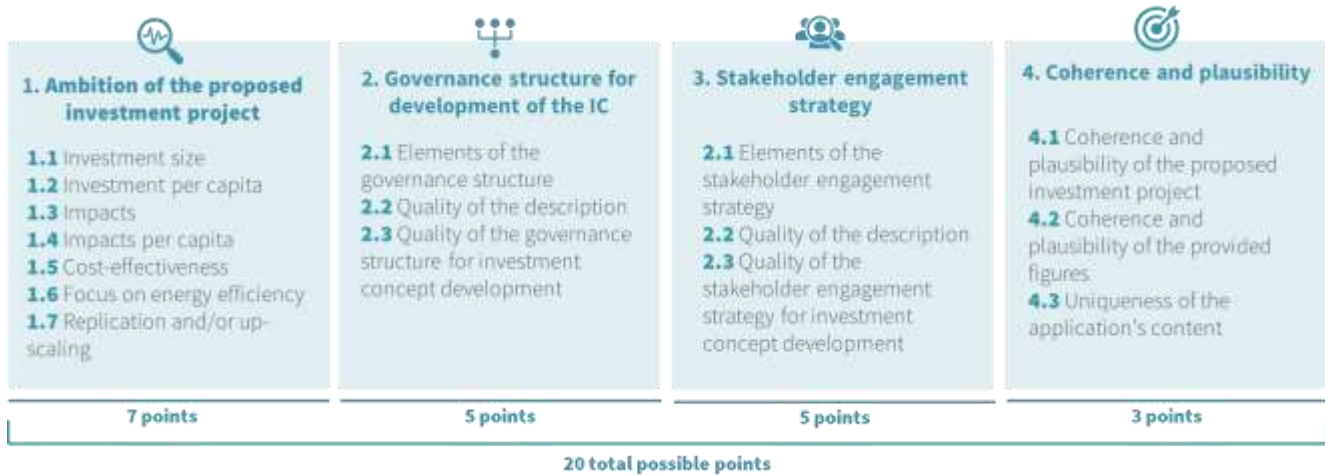 1. Ambition of the proposed
investment project
1.1 Investment size
1.2 Investment per capita
1.3 Impacts
1.4 Impacts per capita
1.5 Cost-effectiveness
1.6 Focus on energy efficiency
1.7 Replication and/or up-
scaling
7 points
2. Governance structure for
development of the IC
2.1 Elements of the
governance structure
2.2 Quality of the description
2.3 Quality of the governance
structure for investment
concept development
5 points
3. Stakeholder engagement
strategy
2.1 Elements of the
stakeholder engagement
strategy
2.2 Quality of the description
2.3 Quality of the
stakeholder engagement
strategy for investment
concept development
5 points
4. Coherence and plausibility
4.1 Coherence and
plausibility of the proposed
investment project
4.2 Coherence and
plausibility of the provided
figures
4.3 Uniqueness of the
application's content
3 points
20 total possible points